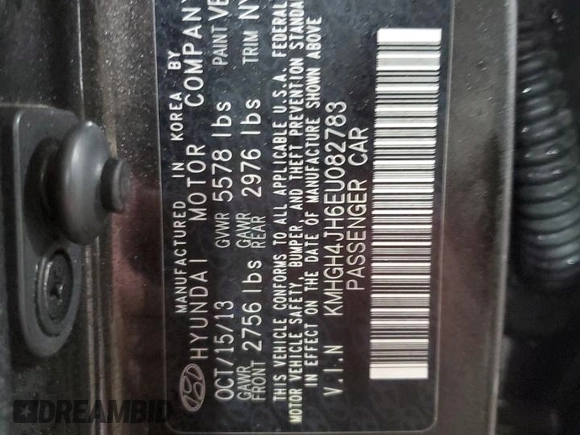 MANUFACTURED IN KOREA BY
HYUNDAI MOTOR COMPANY
OCT/15/13 GVWR 5578 lbs PAINT
GAWR FRONT 2756 lbs GAWR REAR 2976 lbs TRIM
THIS VEHICLE CONFORMS TO ALL APPLICABLE U.S.A. FEDERAL
MOTOR VEHICLE SAFETY, BUMPER, AND THEFT PREVENTION
IN EFFECT ON THE DATE OF MANUFACTURE SHOWN ABOVE
V.I.N KMHGH4JH6EU082783
PASSENGER CAR
DREAMBID